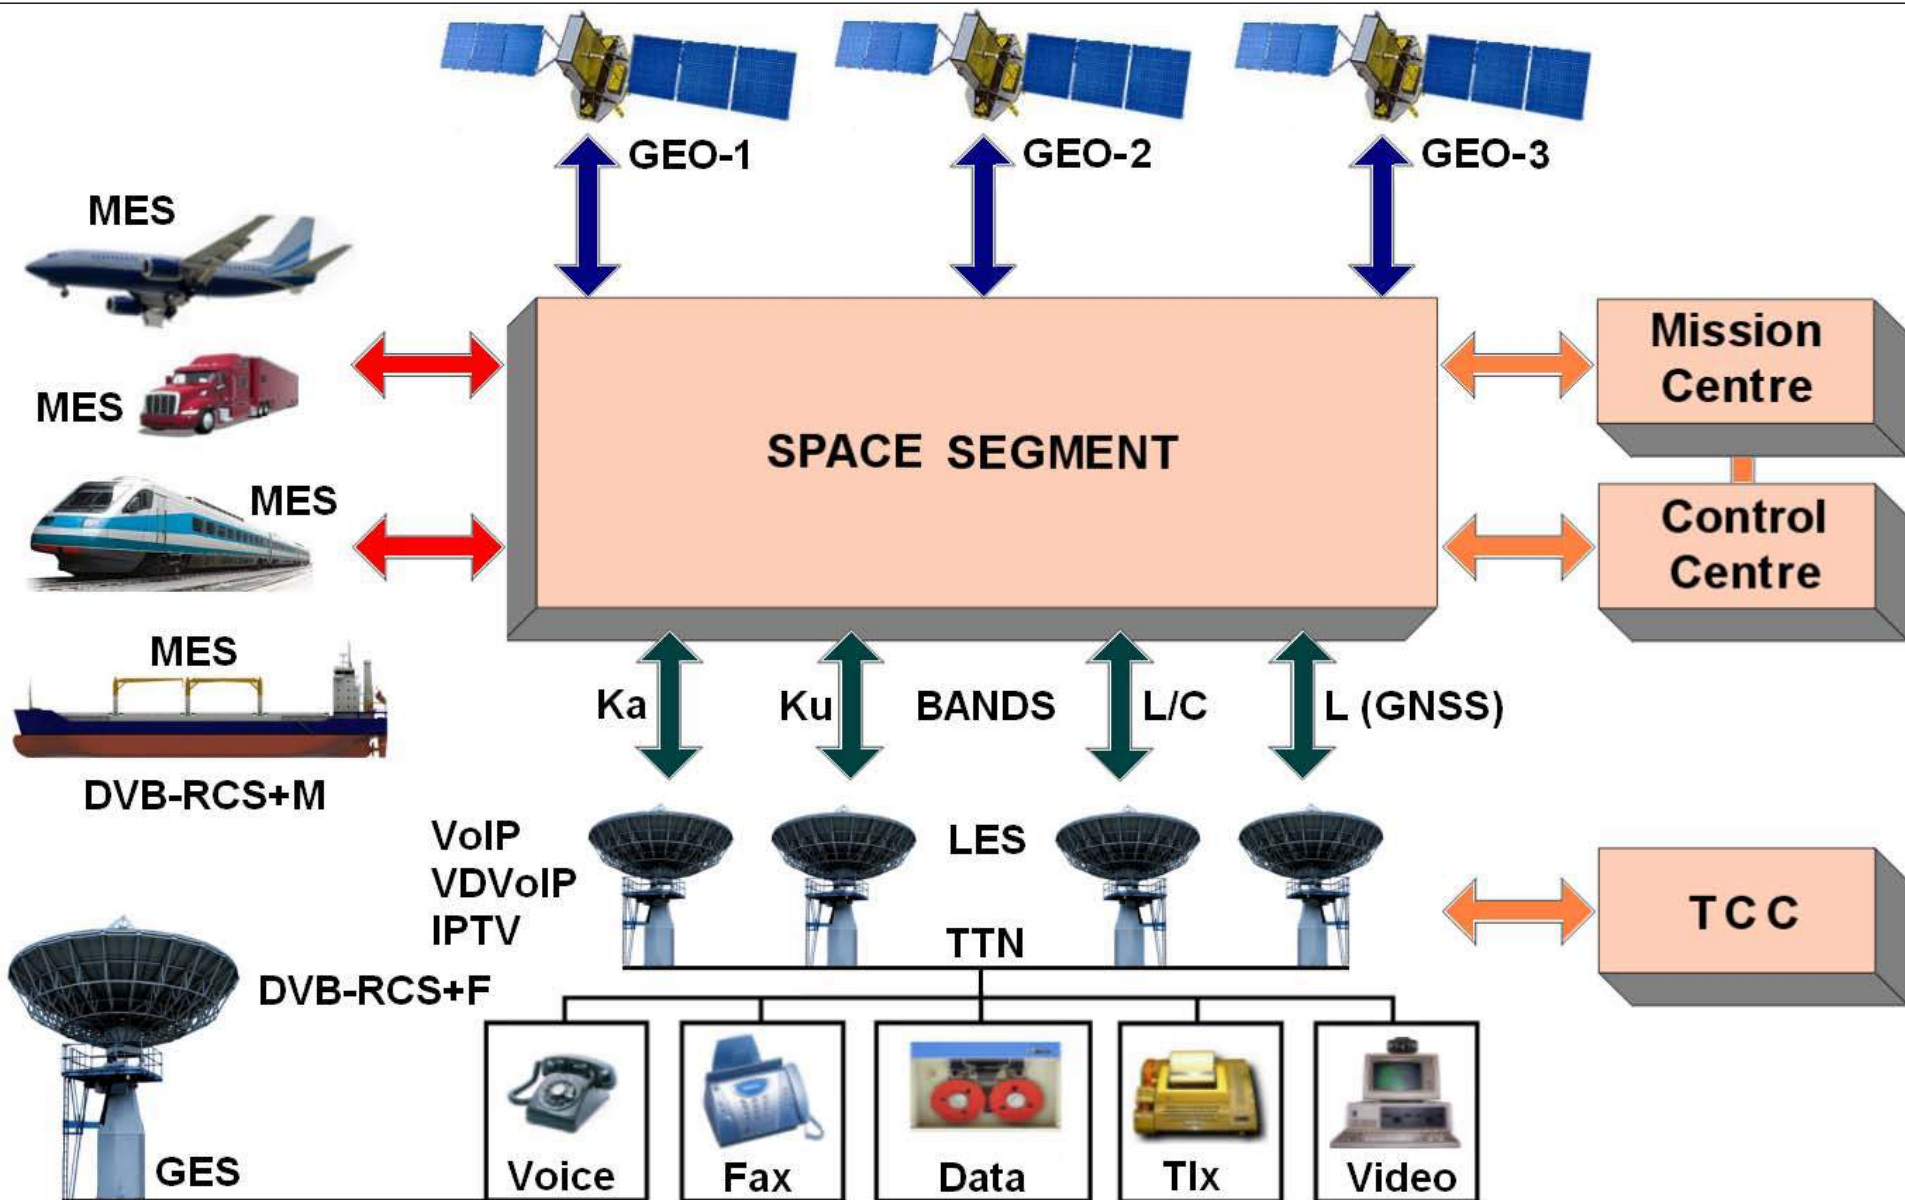 GEO-1
GEO-2
GEO-3
MES
MES
MES
MES
DVB-RCS+M
SPACE SEGMENT
Mission
Centre
Control
Centre
Ka
Ku
BANDS
L/C
L (GNSS)
VoIP
VDVoIP
IPTV
LES
TTN
TCC
DVB-RCS+F
GES
Voice
Fax
Data
Tlx
Video